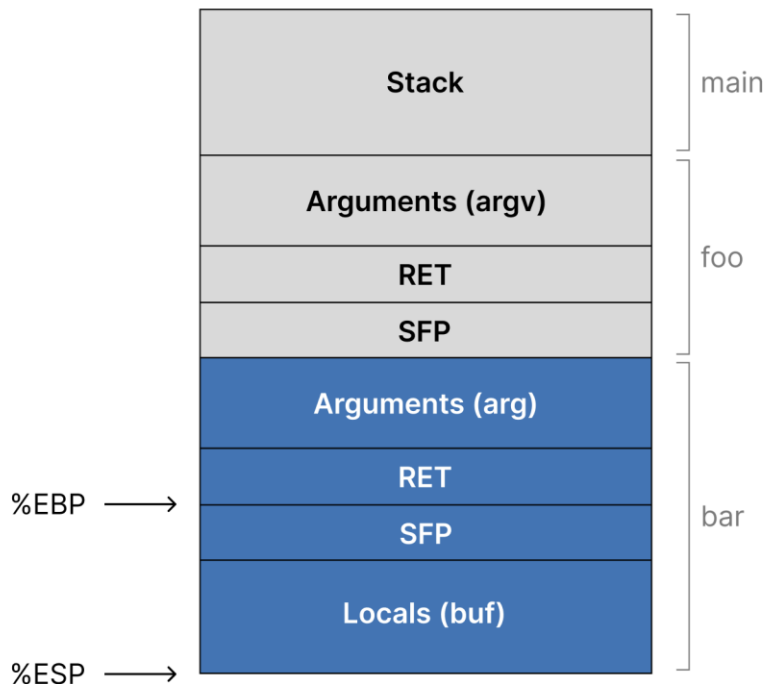 Stack
main
Arguments (argv)
RET
foo
SFP
Arguments (arg)
RET
%EBP
bar
SFP
Locals (buf)
%ESP